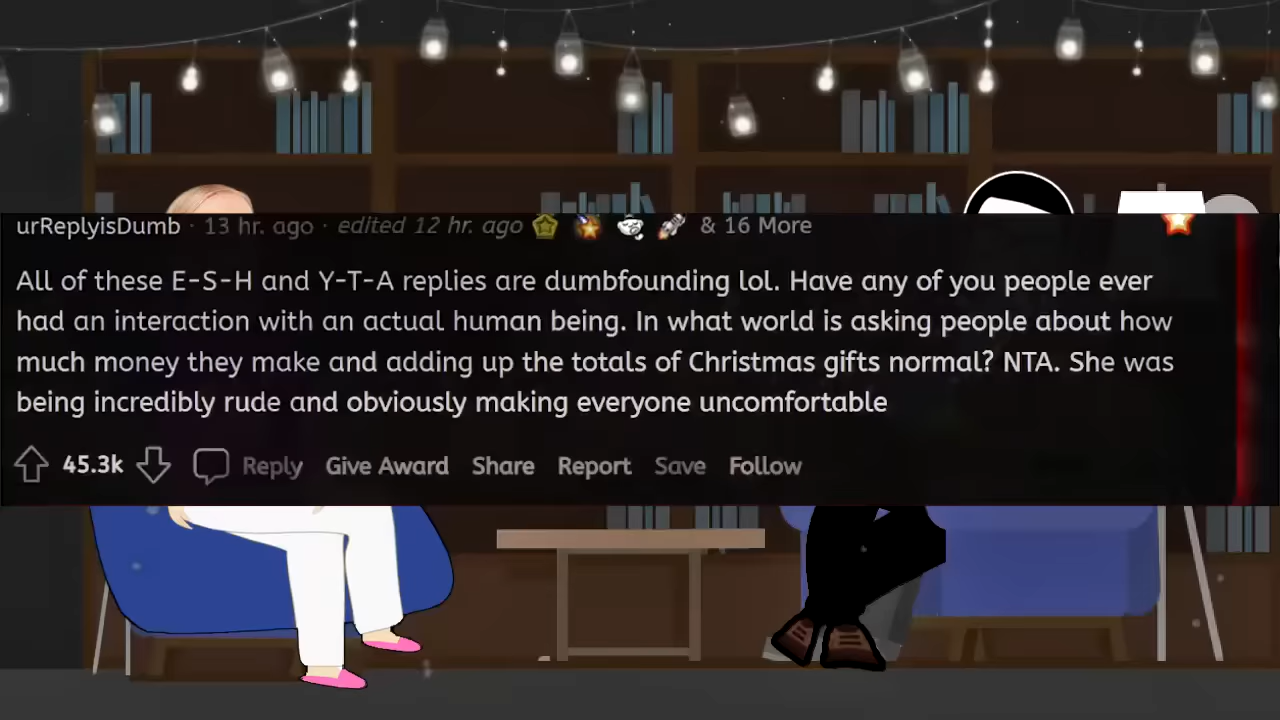 urReplyisDumb · 13 hr. ago · edited 12 hr. ago & 16 More
All of these E-S-H and Y-T-A replies are dumbfounding lol. Have any of you people ever
had an interaction with an actual human being. In what world is asking people about how
much money they make and adding up the totals of Christmas gifts normal? NTA. She was
being incredibly rude and obviously making everyone uncomfortable
45.3k Reply Give Award Share Report Save Follow